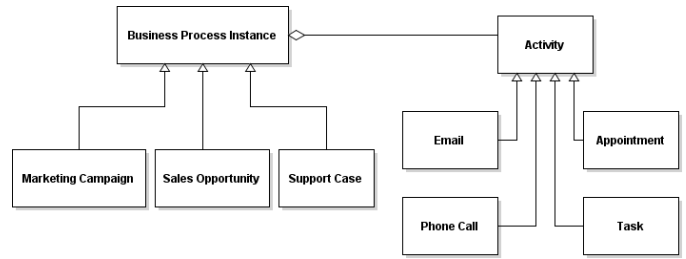 Business Process Instance
Activity
Email
Appointment
Marketing Campaign
Sales Opportunity
Support Case
Phone Call
Task